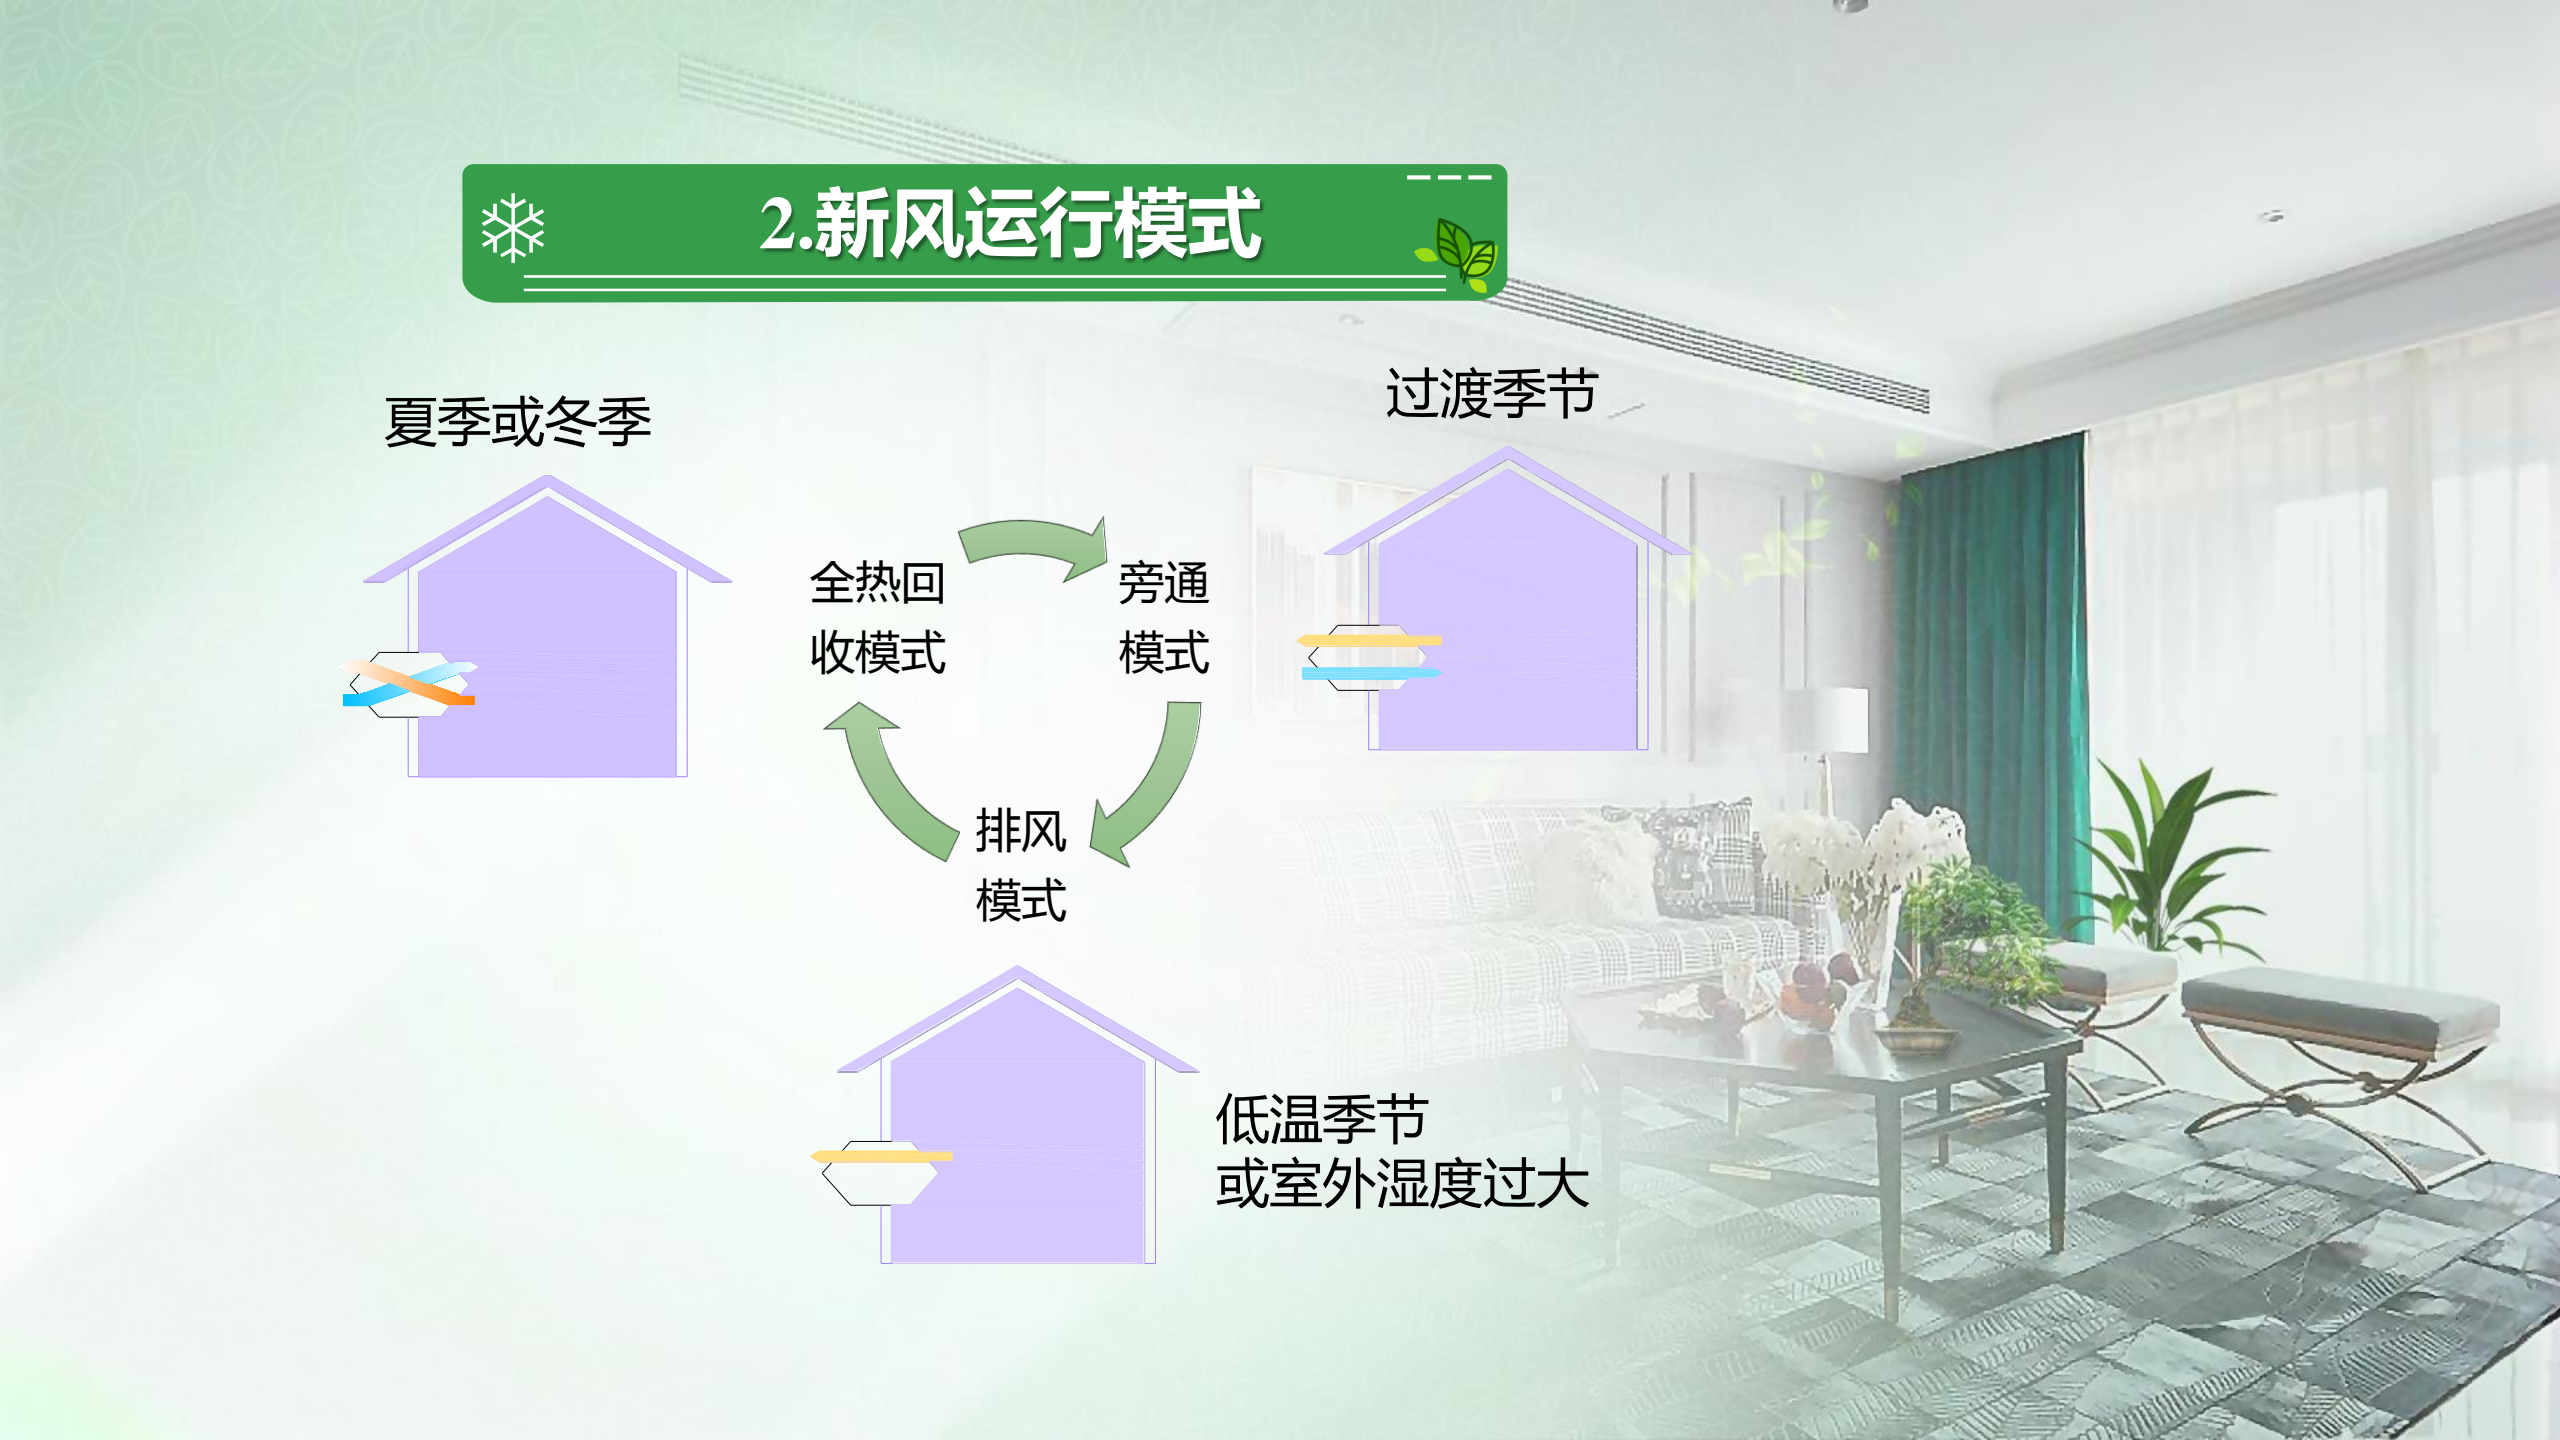 2.新风运行模式
夏季或冬季
过渡季节
全热回
收模式
旁通
模式
排风
模式
低温季节
或室外湿度过大